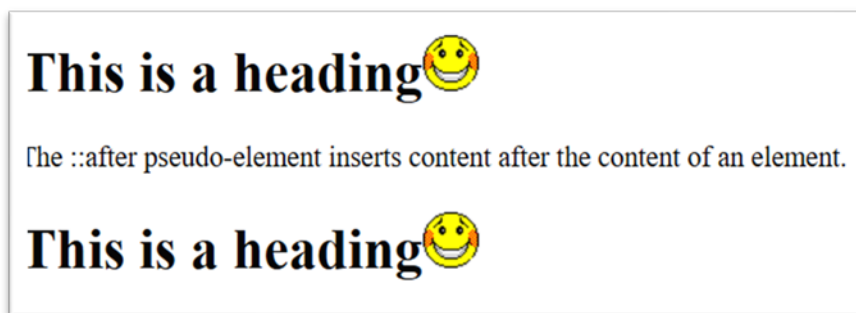 This is a heading
The ::after pseudo-element inserts content after the content of an element.
This is a heading